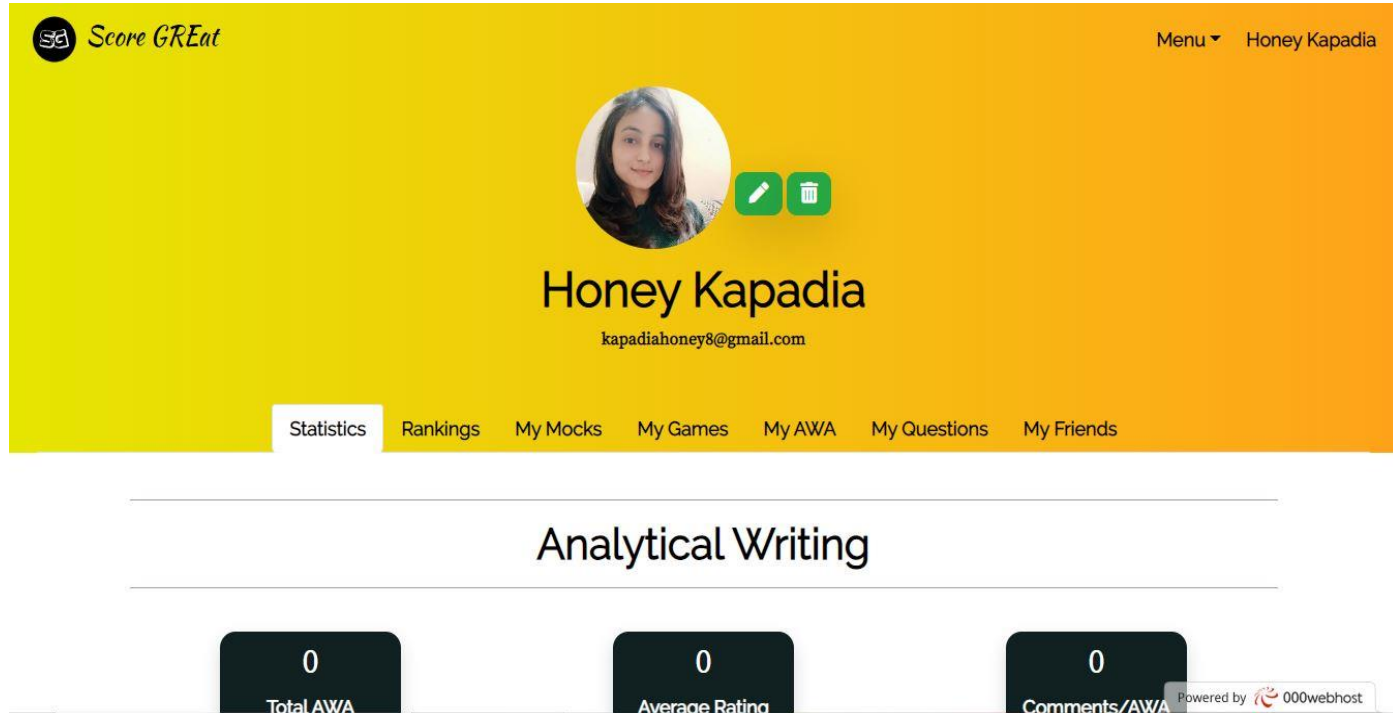 SG Score GREat
Menu Honey Kapadia
Honey Kapadia
kapadiahoney8@gmail.com
Statistics Rankings My Mocks My Games My AWA My Questions My Friends
Analytical Writing
0 0 0
Total AWA Average Rating Comments/AWA
Powered by 000webhost